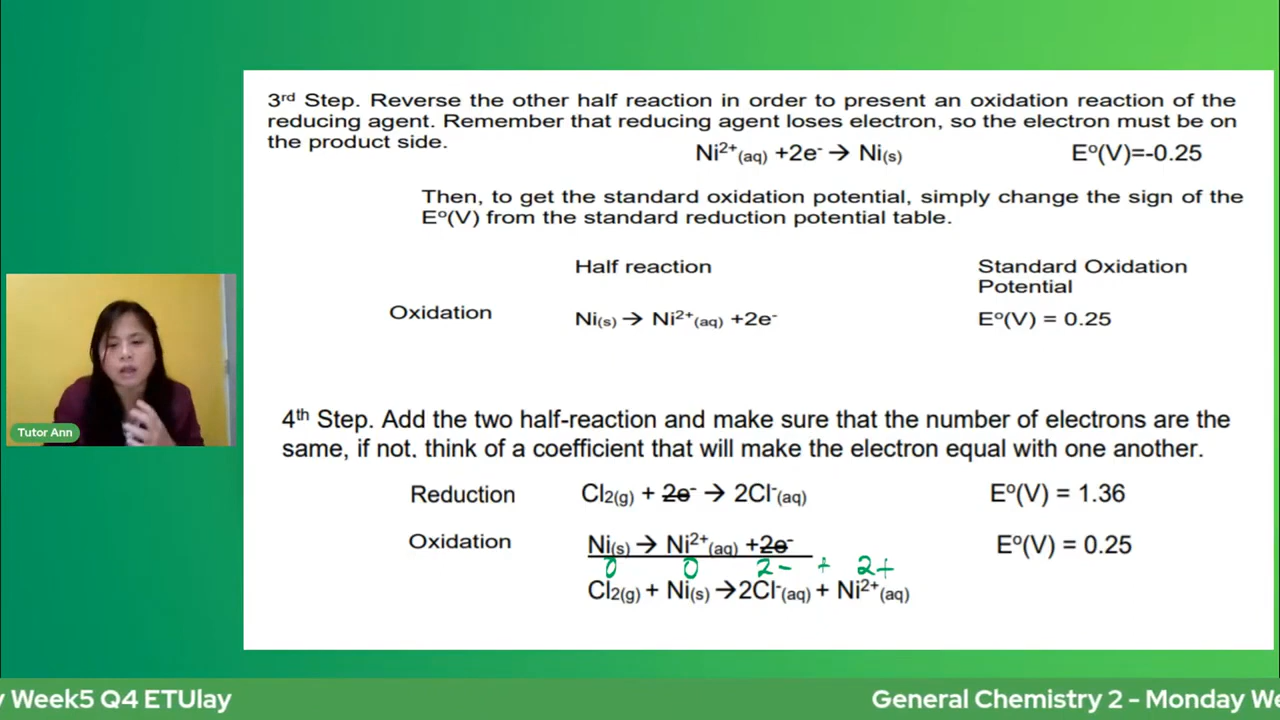 3rd Step. Reverse the other half reaction in order to present an oxidation reaction of the
reducing agent. Remember that reducing agent loses electron, so the electron must be on
the product side.
Ni²⁺(aq) +2e⁻ → Ni(s) Eº(V)=-0.25
Then, to get the standard oxidation potential, simply change the sign of the
Eº(V) from the standard reduction potential table.
Half reaction Standard Oxidation
Potential
Oxidation Ni(s) → Ni²⁺(aq) +2e⁻ Eº(V) = 0.25
Tutor Ann
4th Step. Add the two half-reaction and make sure that the number of electrons are the
same, if not, think of a coefficient that will make the electron equal with one another.
Reduction Cl2(g) + 2e⁻ → 2Cl⁻(aq) Eº(V) = 1.36
Oxidation Ni(s) → Ni²⁺(aq) +2e⁻ Eº(V) = 0.25
0 0 2- + 2+
Cl2(g) + Ni(s) →2Cl⁻(aq) + Ni²⁺(aq)
y Week5 Q4 ETUlay General Chemistry 2 - Monday We